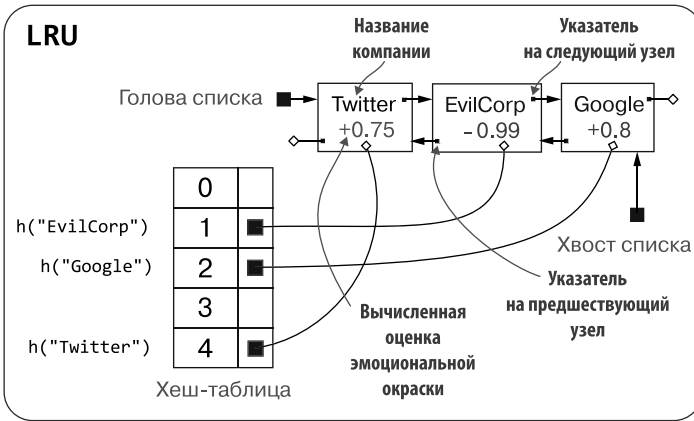 LRU
Название
компании
Указатель
на следующий узел
Голова списка
Twitter
+0.75
EvilCorp
-0.99
Google
+0.8
0
h("EvilCorp")
1
h("Google")
2
3
h("Twitter")
4
Хвост списка
Указатель
на предшествующий
узел
Вычисленная
оценка
эмоциональной
окраски
Хеш-таблица